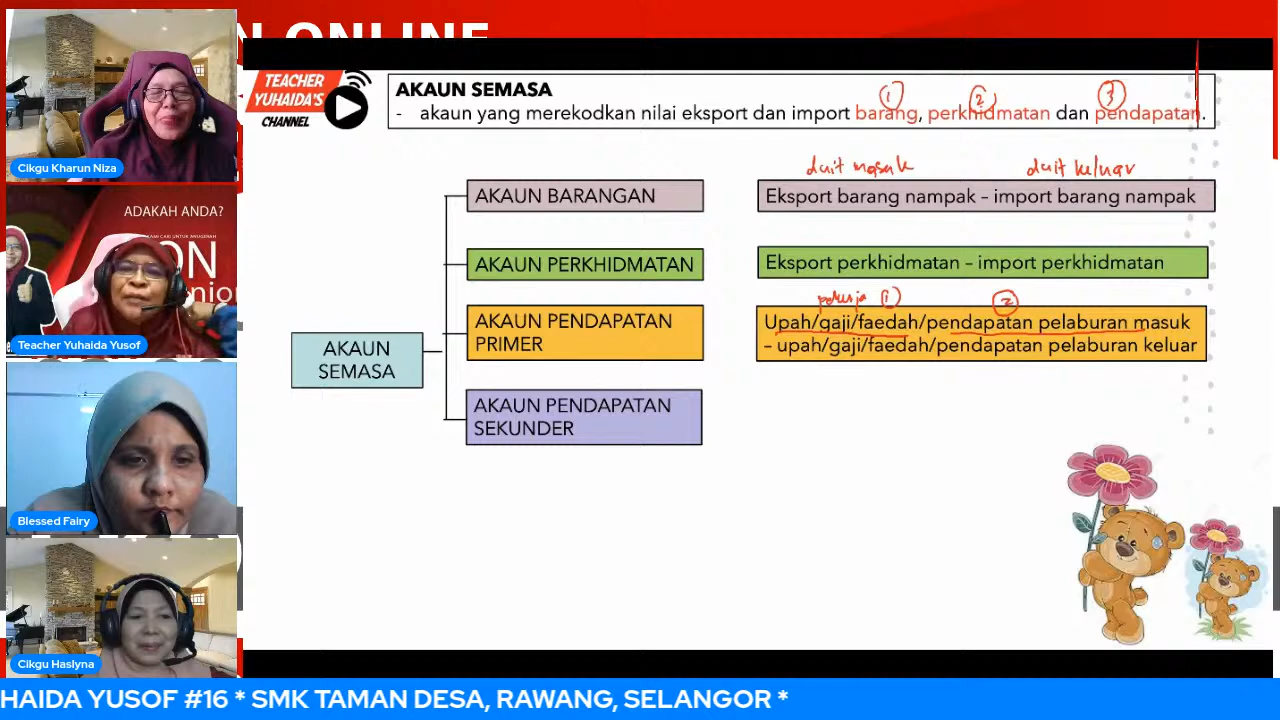 N ONLINE
Cikgu Kharun Niza
ADAKAH ANDA?
ON
nior
Teacher Yuhaida Yusof
Blessed Fairy
Cikgu Haslyna
TEACHER
YUHAIDA'S
CHANNEL
AKAUN SEMASA
- akaun yang merekodkan nilai eksport dan import barang, perkhidmatan dan pendapatan.
1 2 3
duit masuk duit keluar
AKAUN BARANGAN
Eksport barang nampak – import barang nampak
AKAUN PERKHIDMATAN
Eksport perkhidmatan – import perkhidmatan
pekerja 1 2
AKAUN PENDAPATAN
PRIMER
Upah/gaji/faedah/pendapatan pelaburan masuk
– upah/gaji/faedah/pendapatan pelaburan keluar
AKAUN
SEMASA
AKAUN PENDAPATAN
SEKUNDER
HAIDA YUSOF #16 * SMK TAMAN DESA, RAWANG, SELANGOR *